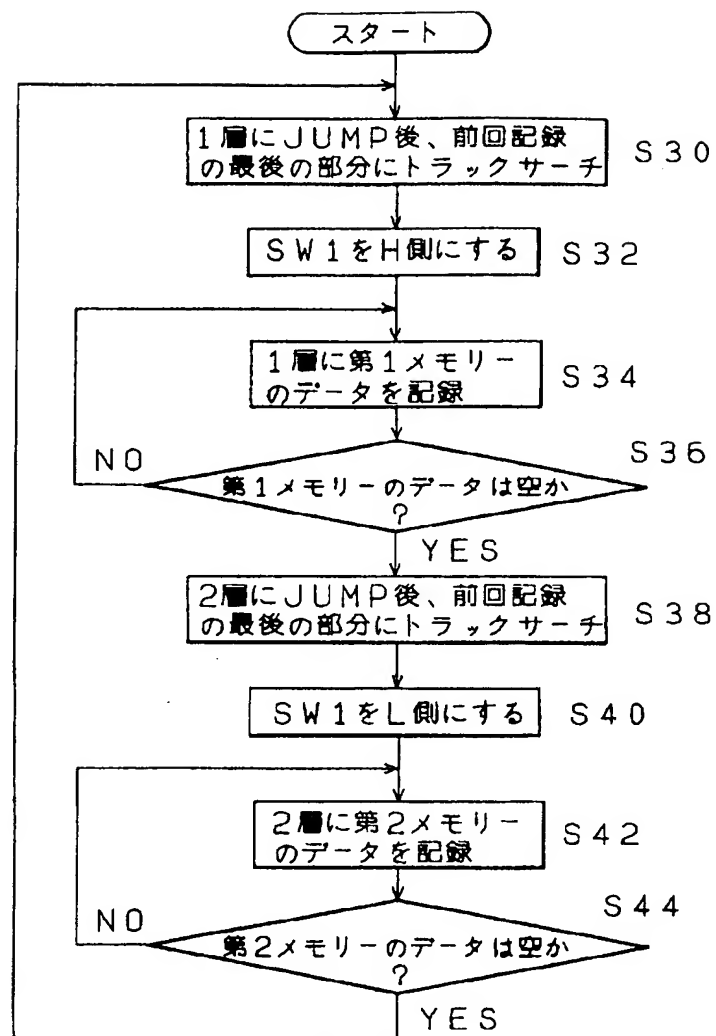 スタート
1層にJUMP後、前回記録
の最後の部分にトラックサーチ
S30
SW1をH側にする
S32
1層に第1メモリー
のデータを記録
S34
S36
NO
第1メモリーのデータは空か
?
YES
2層にJUMP後、前回記録
の最後の部分にトラックサーチ
S38
SW1をL側にする
S40
2層に第2メモリー
のデータを記録
S42
S44
NO
第2メモリーのデータは空か
?
YES